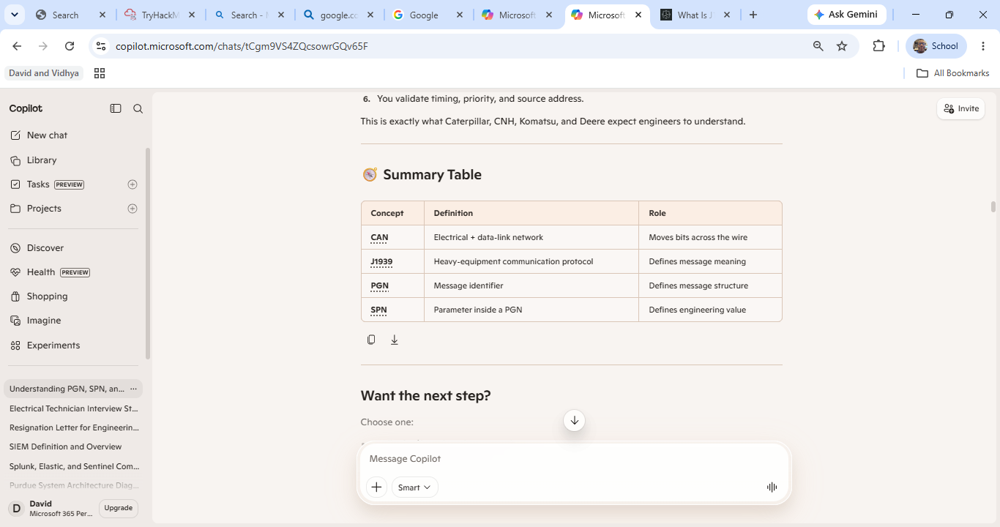 Search
TryHackM
Search -
google.co
Google
Microsoft
Microsoft
What Is J
Ask Gemini
copilot.microsoft.com/chats/tCgm9VS4ZQcsowrGQv65F
School
David and Vidhya
All Bookmarks
Copilot
New chat
Library
Tasks PREVIEW
Projects
Discover
Health PREVIEW
Shopping
Imagine
Experiments
Understanding PGN, SPN, an...
Electrical Technician Interview St...
Resignation Letter for Engineerin...
SIEM Definition and Overview
Splunk, Elastic, and Sentinel Com...
Purdue System Architecture Diag...
D
David
Microsoft 365 Per...
Upgrade
Invite
6. You validate timing, priority, and source address.
This is exactly what Caterpillar, CNH, Komatsu, and Deere expect engineers to understand.
Summary Table
Concept Definition Role
CAN Electrical + data-link network Moves bits across the wire
J1939 Heavy-equipment communication protocol Defines message meaning
PGN Message identifier Defines message structure
SPN Parameter inside a PGN Defines engineering value
Want the next step?
Choose one:
Message Copilot
Smart